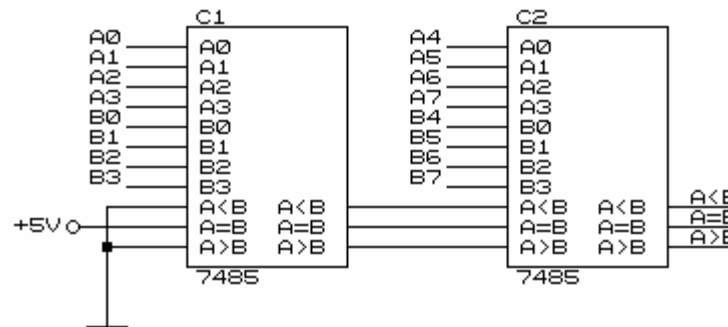 C1
A0 A0
A1 A1
A2 A2
A3 A3
B0 B0
B1 B1
B2 B2
B3 B3
A<B A<B
+5V A=B A=B
A>B A>B
7485
C2
A4 A0
A5 A1
A6 A2
A7 A3
B4 B0
B5 B1
B6 B2
B7 B3
A<B A<B A<B
A=B A=B A=B
A>B A>B A>B
7485